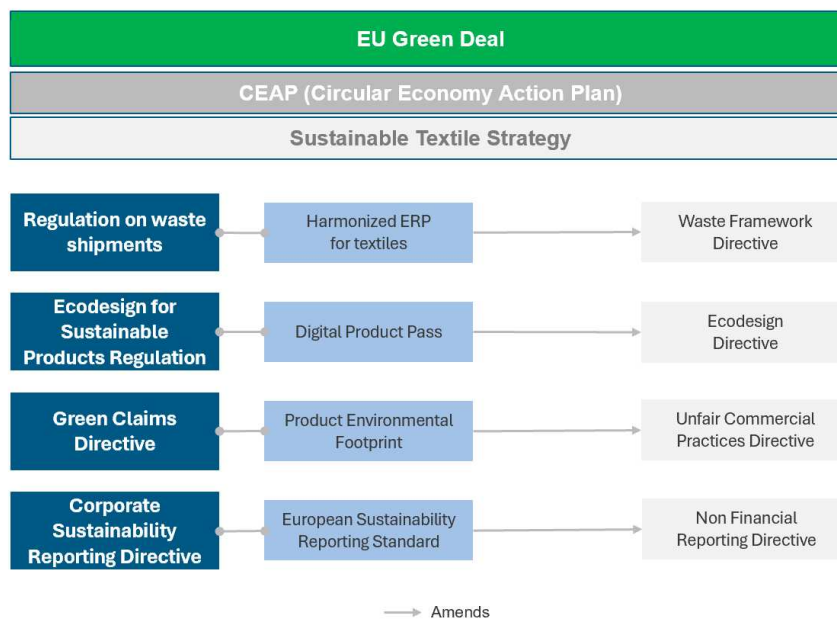 EU Green Deal
CEAP (Circular Economy Action Plan)
Sustainable Textile Strategy
Regulation on waste
shipments
Harmonized ERP
for textiles
Waste Framework
Directive
Ecodesign for
Sustainable
Products Regulation
Digital Product Pass
Ecodesign
Directive
Green Claims
Directive
Product Environmental
Footprint
Unfair Commercial
Practices Directive
Corporate
Sustainability
Reporting Directive
European Sustainability
Reporting Standard
Non Financial
Reporting Directive
Amends